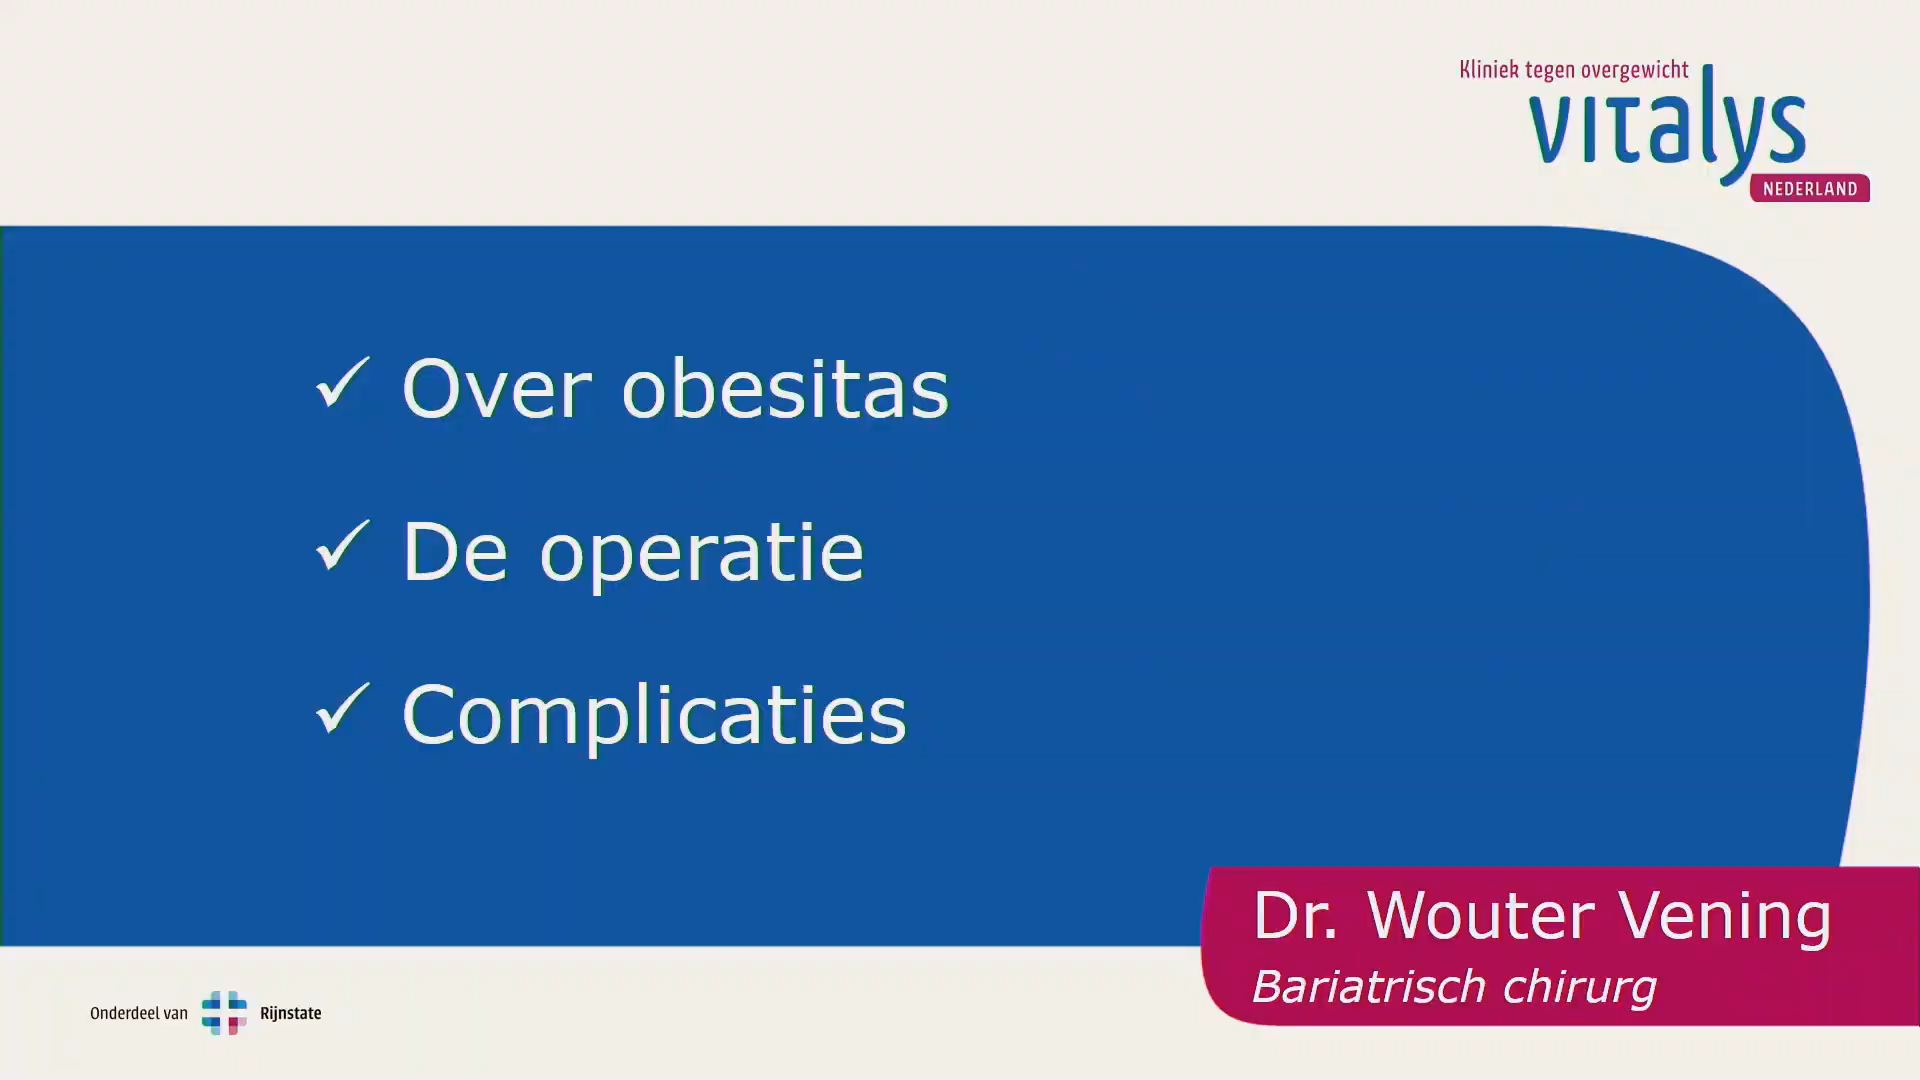 Kliniek tegen overgewicht
vitalys
NEDERLAND
✓ Over obesitas
✓ De operatie
✓ Complicaties
Dr. Wouter Vening
Bariatrisch chirurg
Onderdeel van Rijnstate